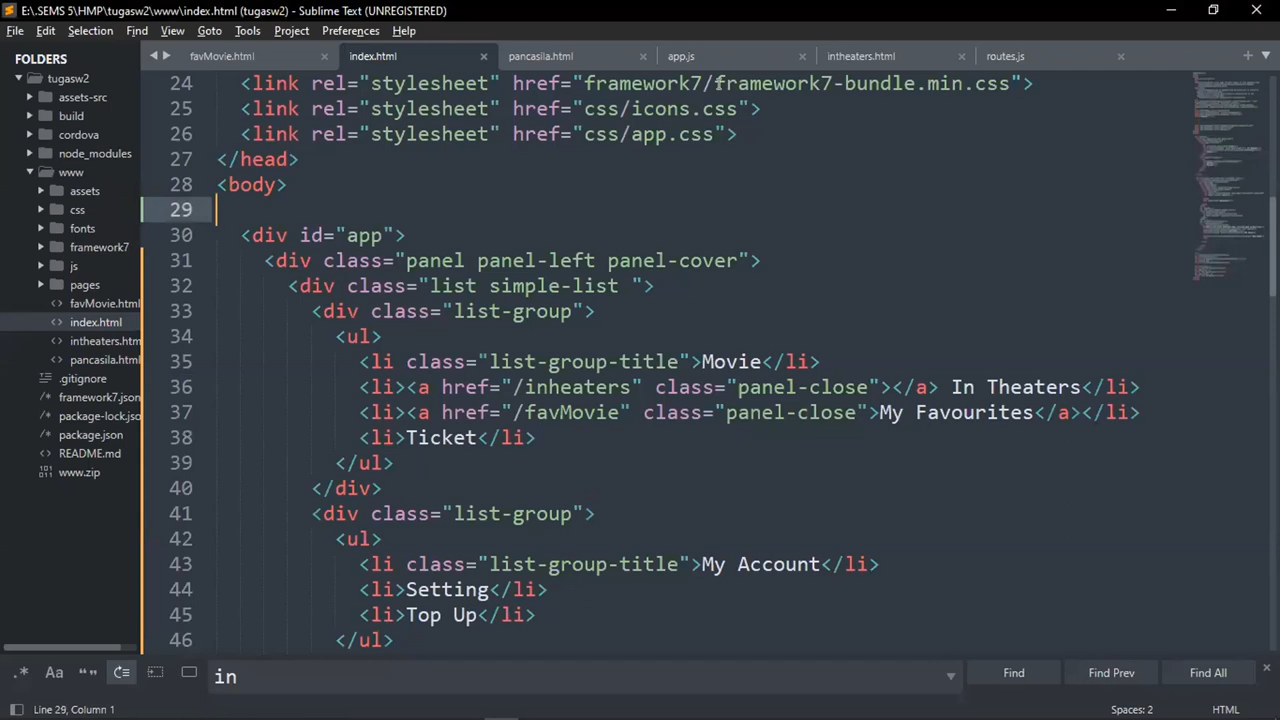 E:\.SEMS 5\HMP\tugasw2\www\index.html (tugasw2) - Sublime Text (UNREGISTERED)
File Edit Selection Find View Goto Tools Project Preferences Help
FOLDERS
tugasw2
assets-src
build
cordova
node_modules
www
assets
css
fonts
framework7
js
pages
favMovie.html
index.html
intheaters.htm
pancasila.html
.gitignore
framework7.json
package-lock.jso
package.json
README.md
www.zip
favMovie.html index.html pancasila.html app.js intheaters.html routes.js
24 <link rel="stylesheet" href="framework7/framework7-bundle.min.css">
25 <link rel="stylesheet" href="css/icons.css">
26 <link rel="stylesheet" href="css/app.css">
27 </head>
28 <body>
29
30 <div id="app">
31 <div class="panel panel-left panel-cover">
32 <div class="list simple-list ">
33 <div class="list-group">
34 <ul>
35 <li class="list-group-title">Movie</li>
36 <li><a href="/inheaters" class="panel-close"></a> In Theaters</li>
37 <li><a href="/favMovie" class="panel-close">My Favourites</a></li>
38 <li>Ticket</li>
39 </ul>
40 </div>
41 <div class="list-group">
42 <ul>
43 <li class="list-group-title">My Account</li>
44 <li>Setting</li>
45 <li>Top Up</li>
46 </ul>
.* Aa “” in Find Find Prev Find All
Line 29, Column 1 Spaces: 2 HTML